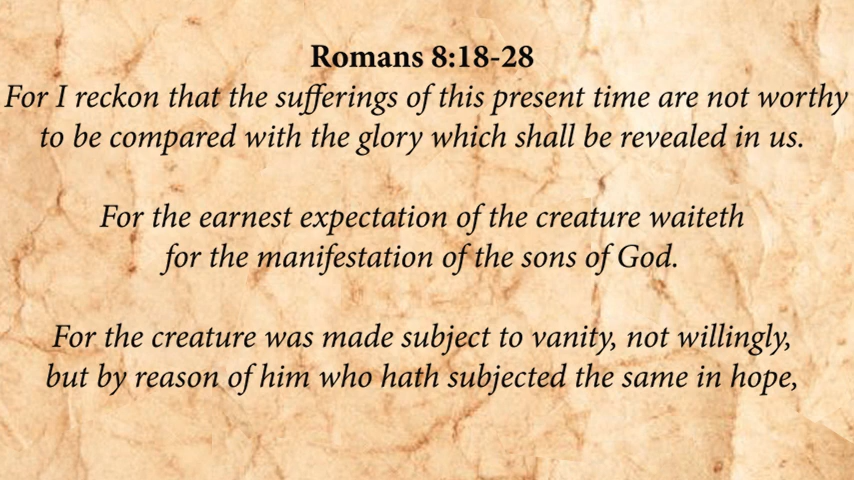 Romans 8:18-28
For I reckon that the sufferings of this present time are not worthy
to be compared with the glory which shall be revealed in us.
For the earnest expectation of the creature waiteth
for the manifestation of the sons of God.
For the creature was made subject to vanity, not willingly,
but by reason of him who hath subjected the same in hope,